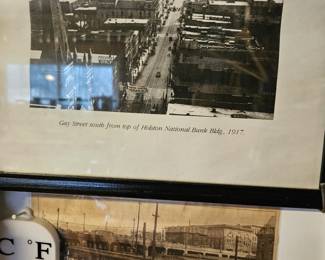 Gay Street south from top of Holston National Bank Bldg., 1917.
C °F